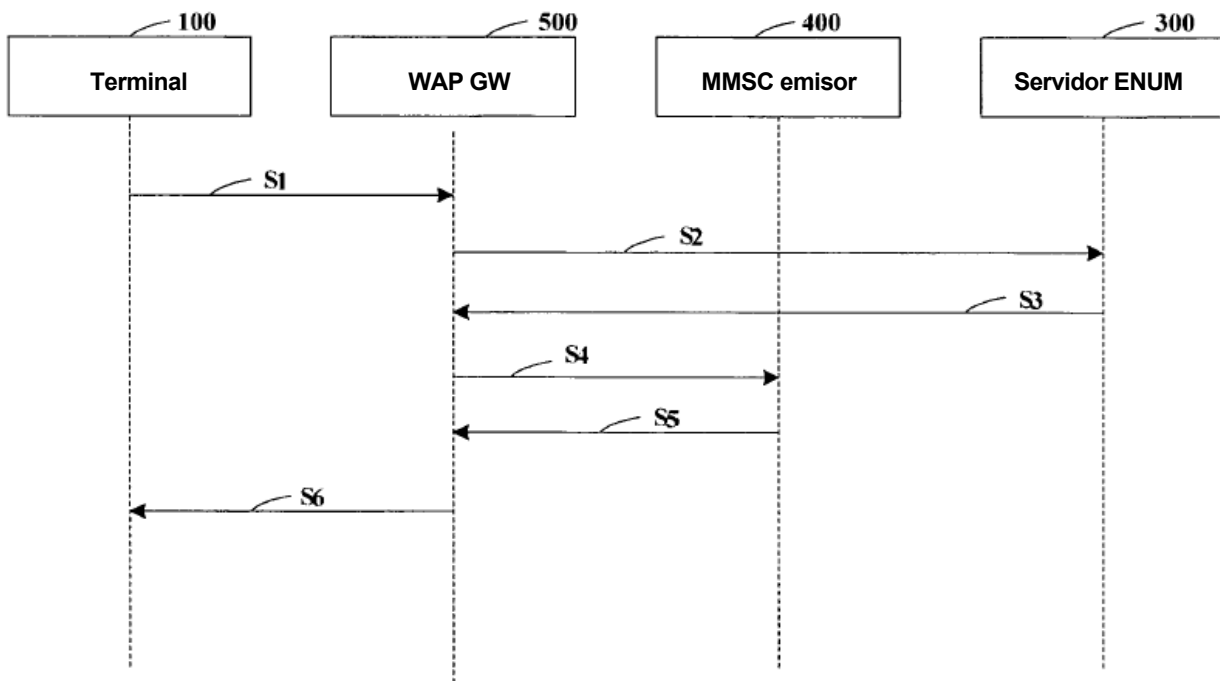 100
500
400
300
Terminal
WAP GW
MMSC emisor
Servidor ENUM
S1
S2
S3
S4
S5
S6